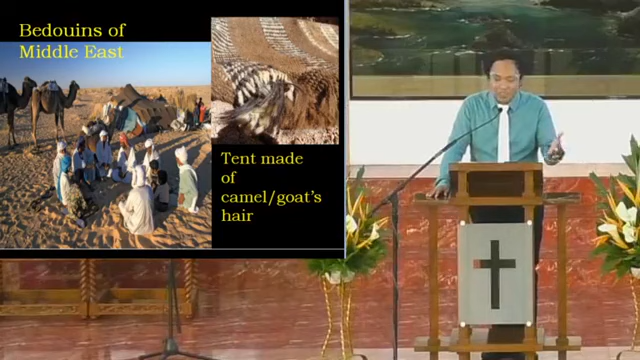 Bedouins of
Middle East
Tent made
of
camel/goat's
hair